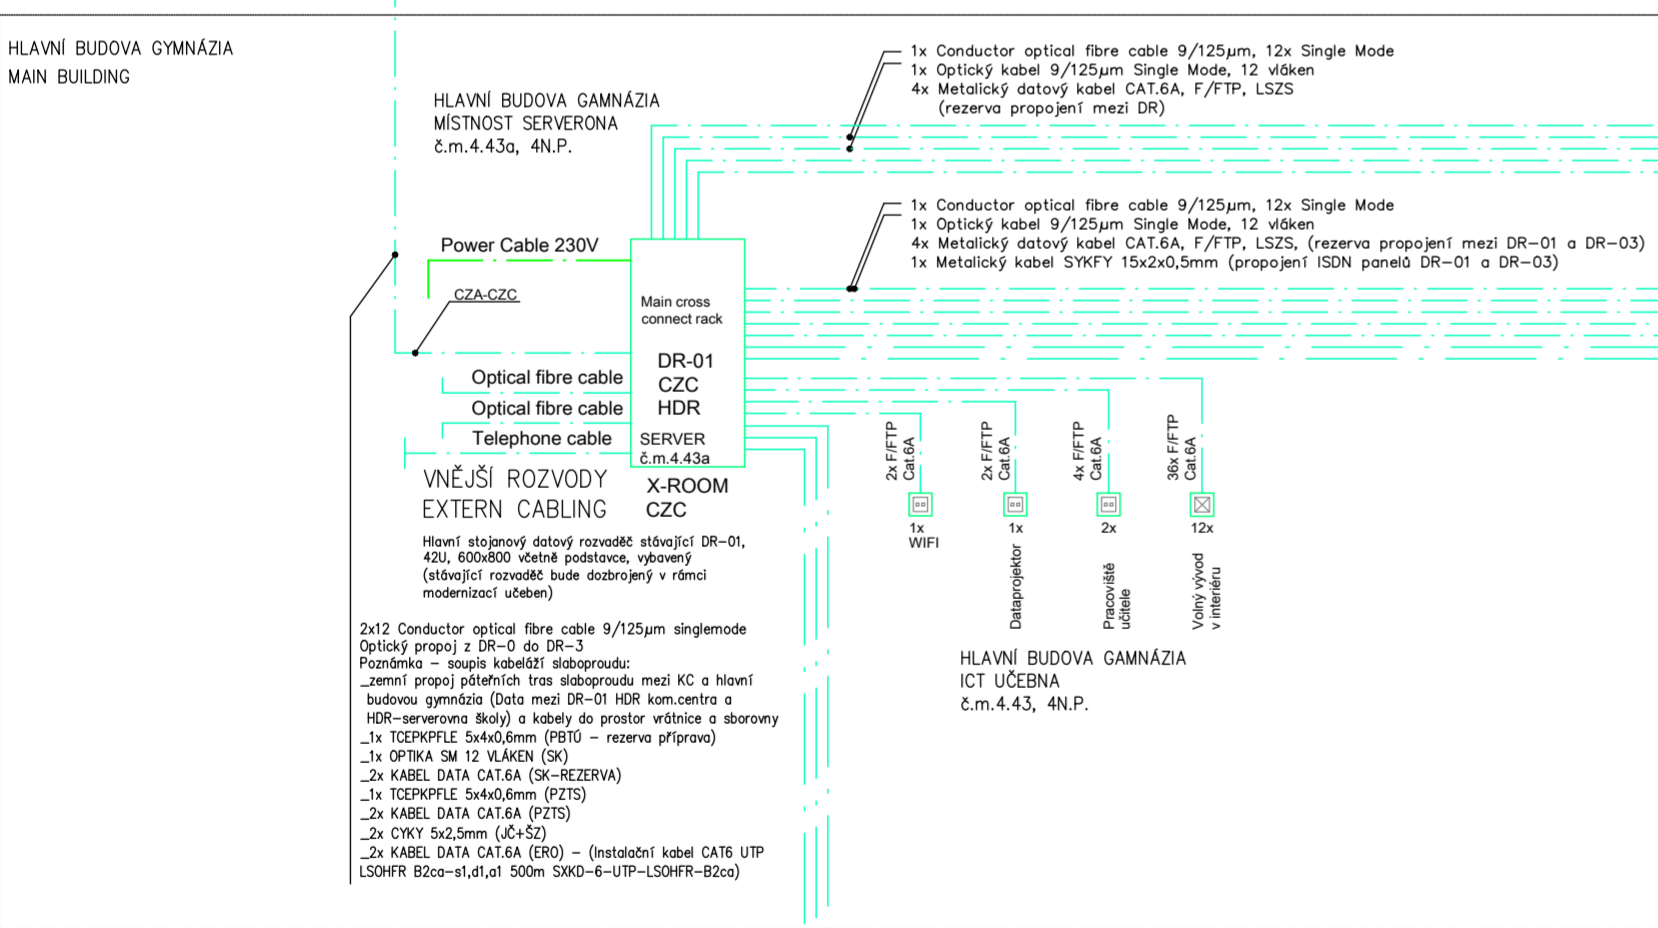 HLAVNÍ BUDOVA GYMNÁZIA
MAIN BUILDING
HLAVNÍ BUDOVA GAMNÁZIA
MÍSTNOST SERVERONA
č.m.4.43a, 4N.P.
1x Conductor optical fibre cable 9/125µm, 12x Single Mode
1x Optický kabel 9/125µm Single Mode, 12 vláken
4x Metalický datový kabel CAT.6A, F/FTP, LSZS
(rezerva propojení mezi DR)
1x Conductor optical fibre cable 9/125µm, 12x Single Mode
1x Optický kabel 9/125µm Single Mode, 12 vláken
4x Metalický datový kabel CAT.6A, F/FTP, LSZS, (rezerva propojení mezi DR-01 a DR-03)
1x Metalický kabel SYKFY 15x2x0,5mm (propojení ISDN panelů DR-01 a DR-03)
Power Cable 230V
CZA-CZC
Main cross
connect rack
DR-01
CZC
HDR
SERVER
č.m.4.43a
X-ROOM
CZC
Optical fibre cable
Optical fibre cable
Telephone cable
VNĚJŠÍ ROZVODY
EXTERN CABLING
Hlavní stojanový datový rozvaděč stávající DR-01,
42U, 600x800 včetně podstavce, vybavený
(stávající rozvaděč bude dozbrojený v rámci
modernizací učeben)
2x12 Conductor optical fibre cable 9/125µm singlemode
Optický propoj z DR-0 do DR-3
Poznámka – soupis kabeláží slaboproudu:
_zemní propoj páteřních tras slaboproudu mezi KC a hlavní
budovou gymnázia (Data mezi DR-01 HDR kom.centra a
HDR-serverovna školy) a kabely do prostor vrátnice a sborovny
_1x TCEPKPFLE 5x4x0,6mm (PBTÚ – rezerva příprava)
_1x OPTIKA SM 12 VLÁKEN (SK)
_2x KABEL DATA CAT.6A (SK-REZERVA)
_1x TCEPKPFLE 5x4x0,6mm (PZTS)
_2x KABEL DATA CAT.6A (PZTS)
_2x CYKY 5x2,5mm (JČ+ŠZ)
_2x KABEL DATA CAT.6A (ERO) – (Instalační kabel CAT6 UTP
LSOHFR B2ca-s1,d1,a1 500m SXKD-6-UTP-LSOHFR-B2ca)
2x F/FTP
Cat.6A
1x
WIFI
2x F/FTP
Cat.6A
1x
Dataprojektor
4x F/FTP
Cat.6A
2x
Pracoviště
učitele
36x F/FTP
Cat.6A
12x
Volný vývod
v interiéru
HLAVNÍ BUDOVA GAMNÁZIA
ICT UČEBNA
č.m.4.43, 4N.P.